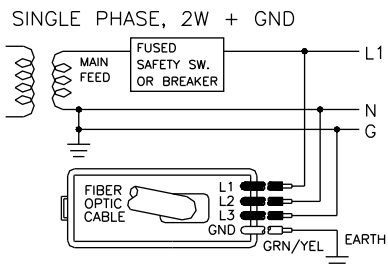 SINGLE PHASE, 2W + GND
MAIN
FEED
FUSED
SAFETY SW.
OR BREAKER
L1
N
G
FIBER
OPTIC
CABLE
L1
L2
L3
GND
GRN/YEL
EARTH